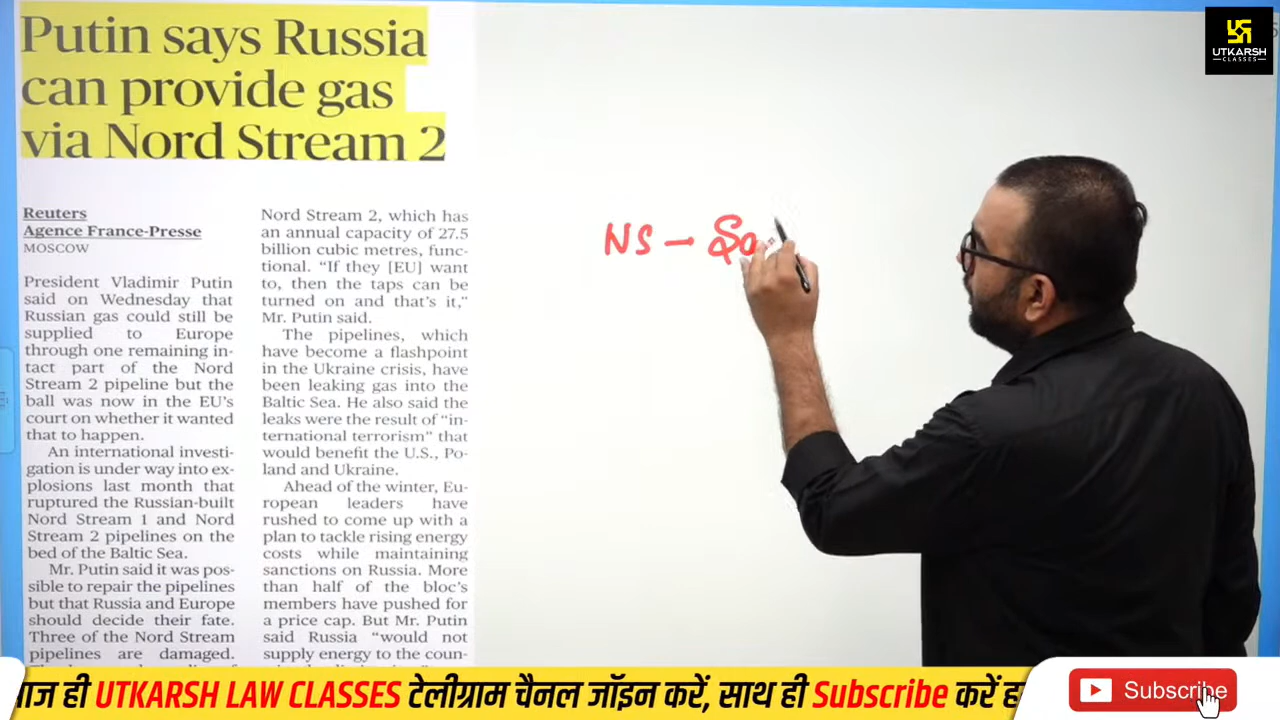 Putin says Russia
can provide gas
via Nord Stream 2
UTKARSH
CLASSES
Reuters
Agence France-Presse
MOSCOW
President Vladimir Putin
said on Wednesday that
Russian gas could still be
supplied to Europe
through one remaining in-
tact part of the Nord
Stream 2 pipeline but the
ball was now in the EU's
court on whether it wanted
that to happen.
An international investi-
gation is under way into ex-
plosions last month that
ruptured the Russian-built
Nord Stream 1 and Nord
Stream 2 pipelines on the
bed of the Baltic Sea.
Mr. Putin said it was pos-
sible to repair the pipelines
but that Russia and Europe
should decide their fate.
Three of the Nord Stream
pipelines are damaged.
Nord Stream 2, which has
an annual capacity of 27.5
billion cubic metres, func-
tional. “If they [EU] want
to, then the taps can be
turned on and that's it,”
Mr. Putin said.
The pipelines, which
have become a flashpoint
in the Ukraine crisis, have
been leaking gas into the
Baltic Sea. He also said the
leaks were the result of “in-
ternational terrorism” that
would benefit the U.S., Po-
land and Ukraine.
Ahead of the winter, Eu-
ropean leaders have
rushed to come up with a
plan to tackle rising energy
costs while maintaining
sanctions on Russia. More
than half of the bloc's
members have pushed for
a price cap. But Mr. Putin
said Russia “would not
supply energy to the coun-
NS –
ही UTKARSH LAW CLASSES टेलीग्राम चैनल जॉइन करें, साथ ही Subscribe करें
Subscribe